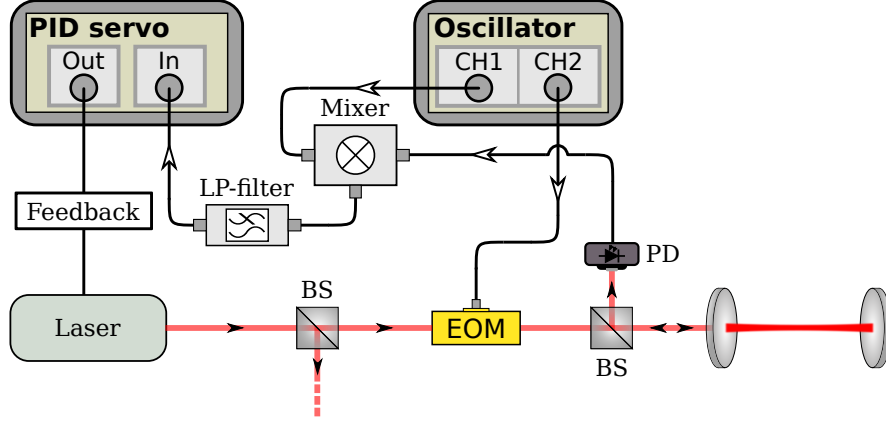 PID servo
Oscillator
Out
In
CH1
CH2
Mixer
LP-filter
Feedback
PD
BS
Laser
EOM
BS